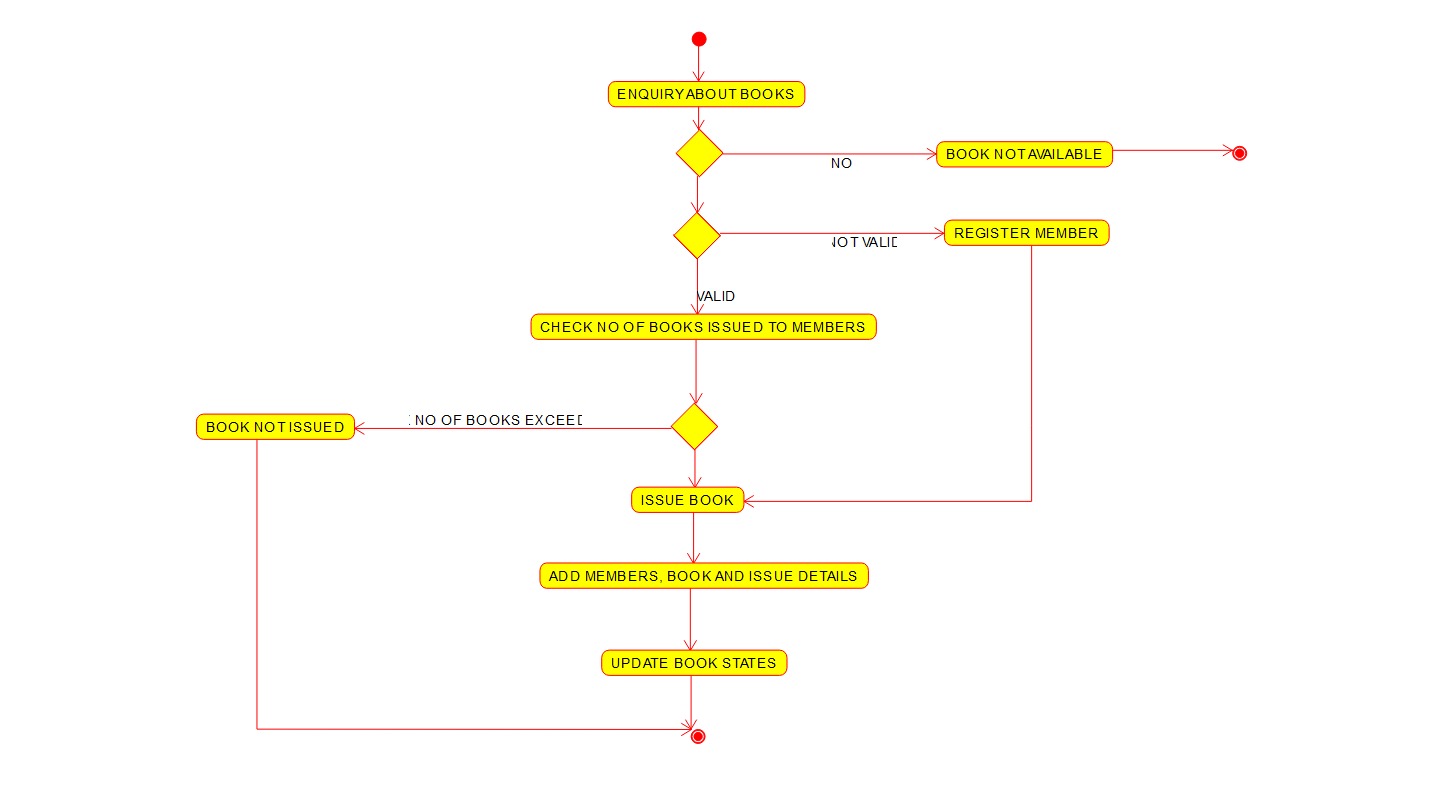 ENQUIRY ABOUT BOOKS
NO
BOOK NOT AVAILABLE
NOT VALID
REGISTER MEMBER
VALID
CHECK NO OF BOOKS ISSUED TO MEMBERS
BOOK NOT ISSUED
NO OF BOOKS EXCEED
ISSUE BOOK
ADD MEMBERS, BOOK AND ISSUE DETAILS
UPDATE BOOK STATES